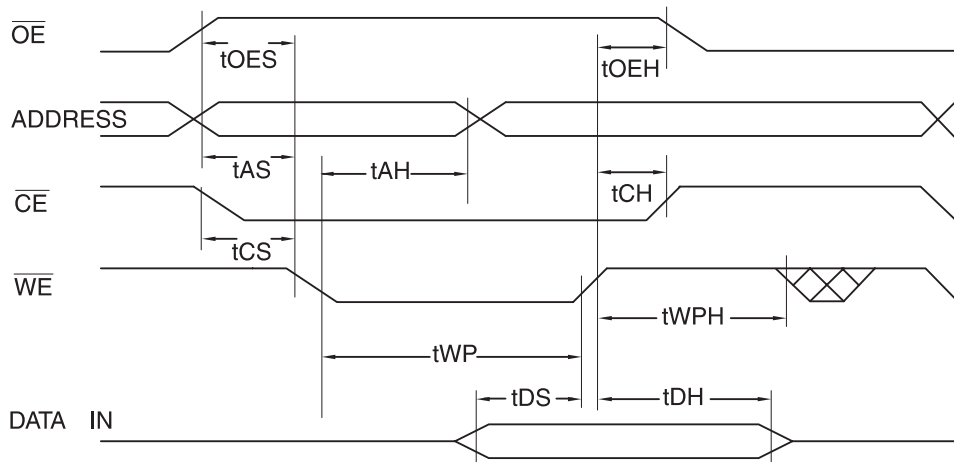 OE
tOES
tOEH
ADDRESS
tAS
tAH
tCH
CE
tCS
WE
tWPH
tWP
tDS
tDH
DATA IN